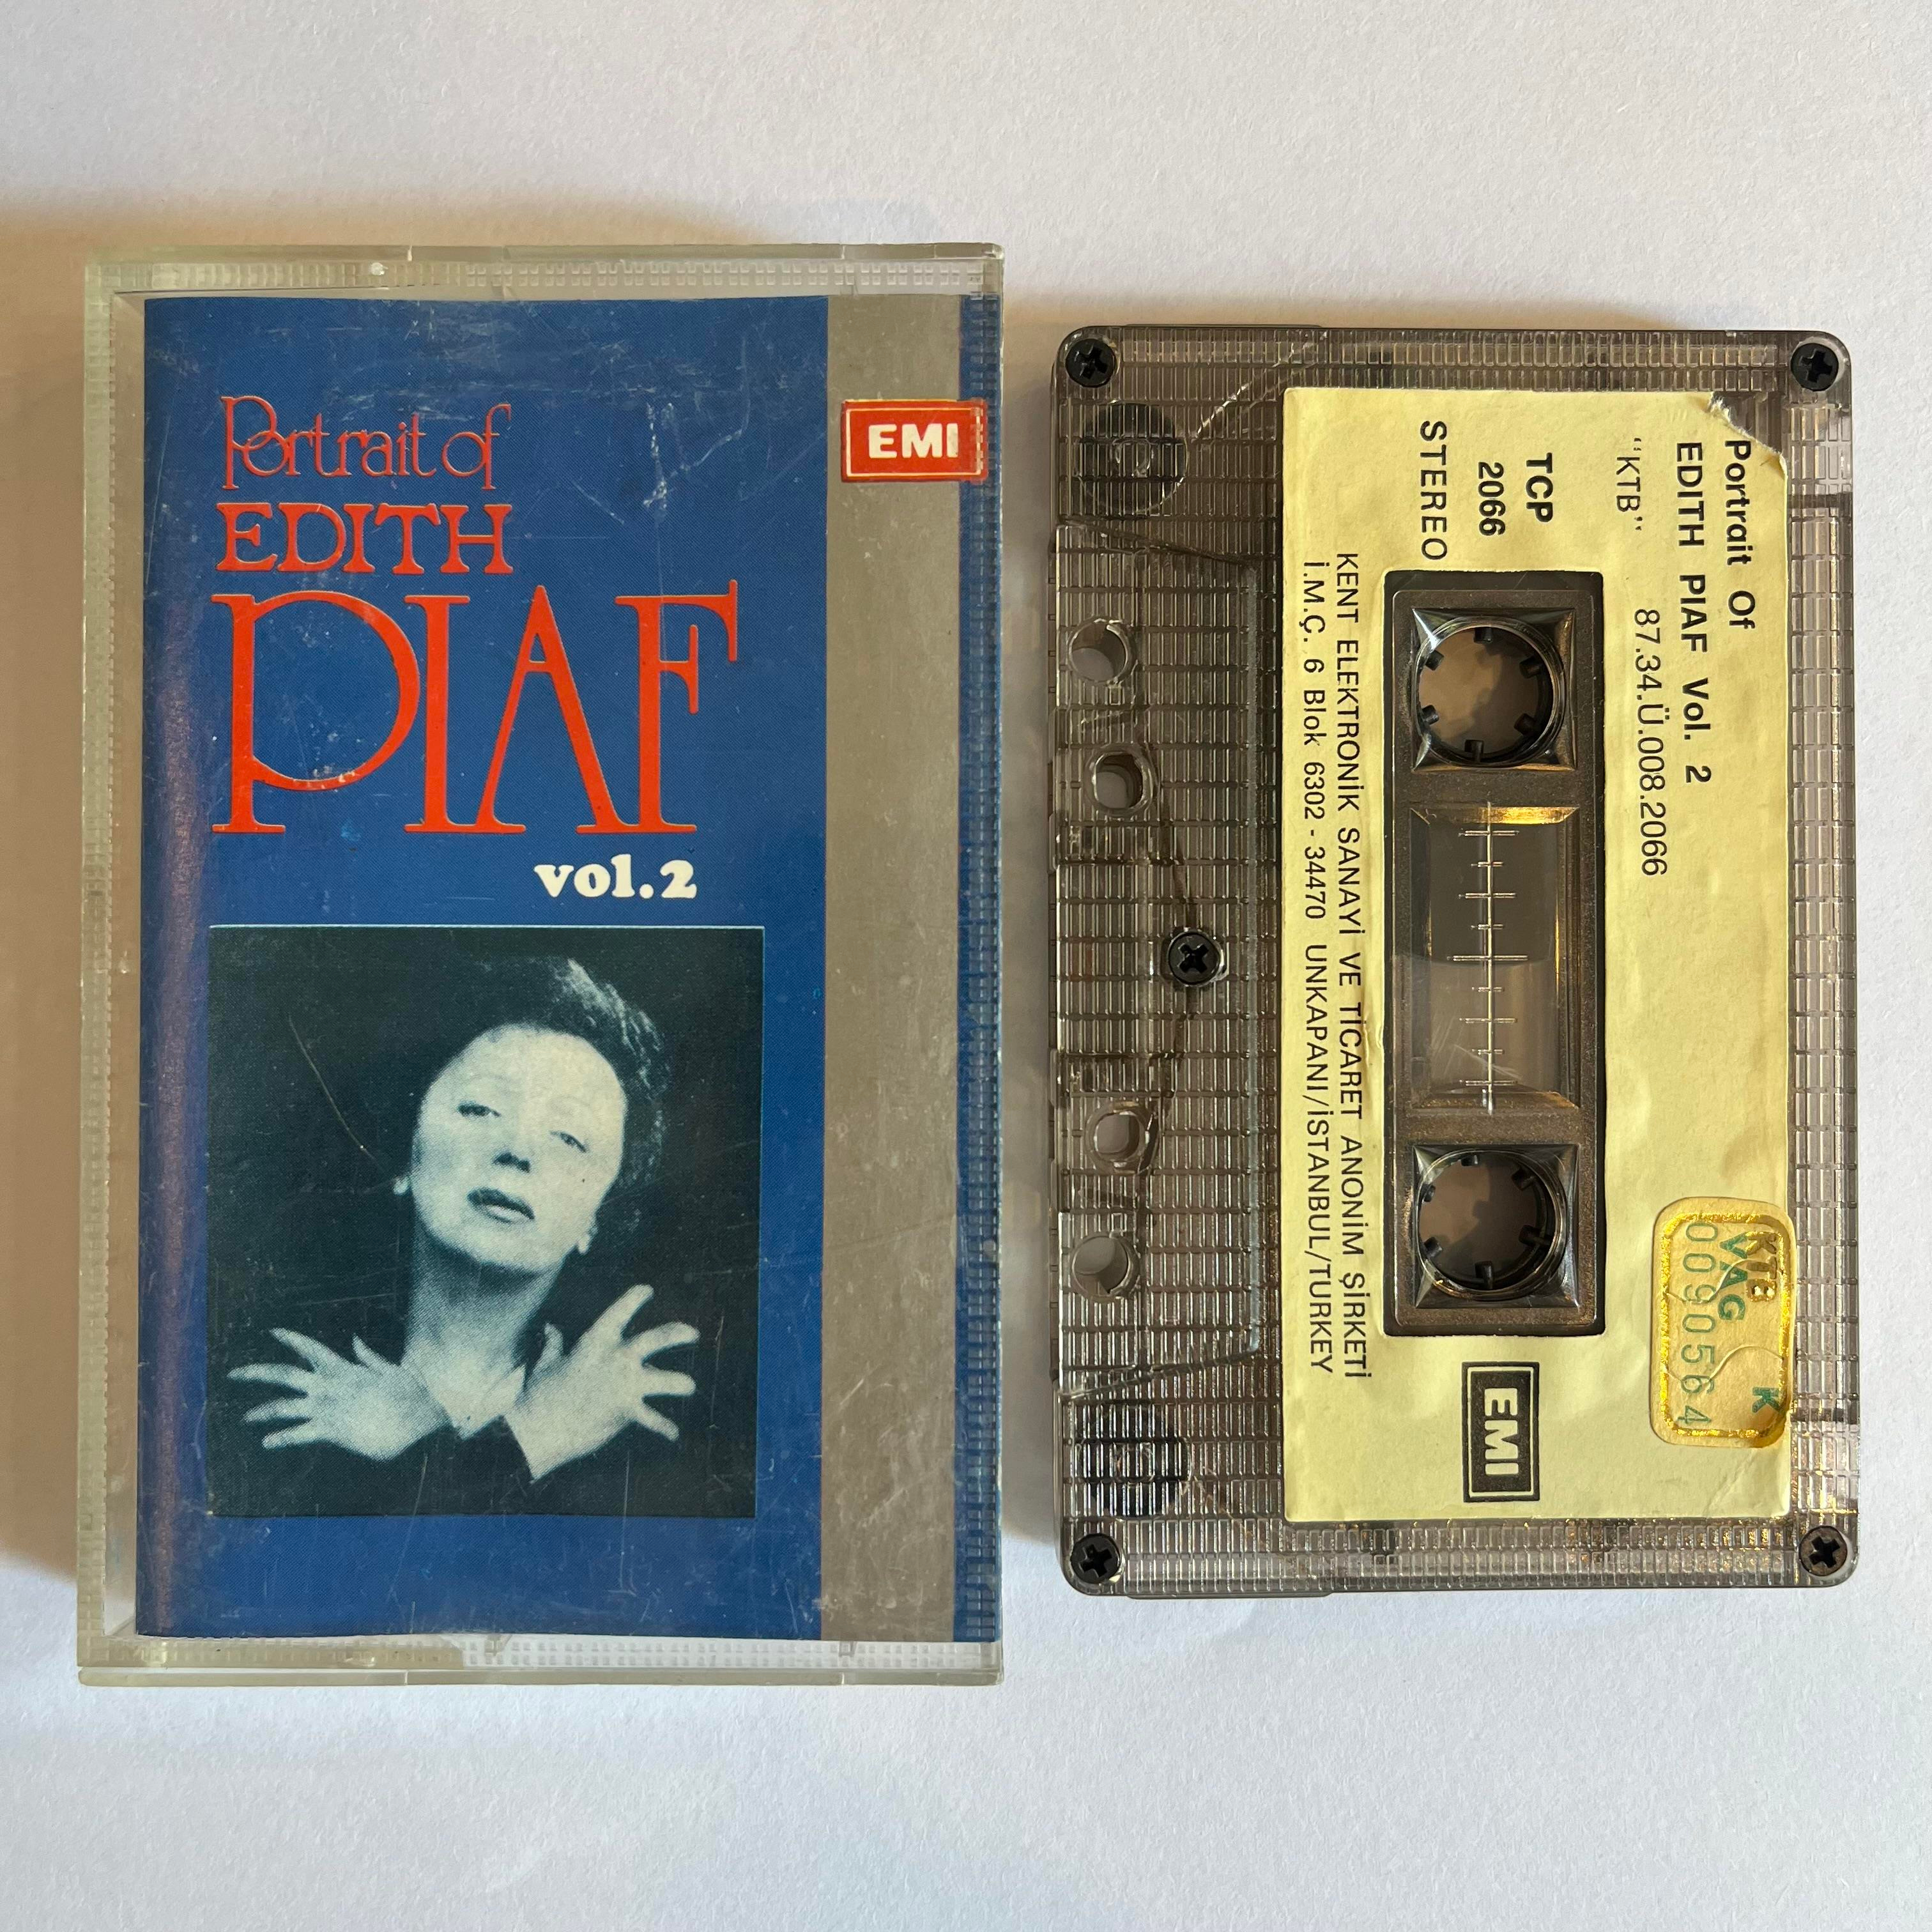 Portrait of
EDITH
PIAF
vol.2
EMI
Portrait Of
EDITH PIAF Vol. 2
"KTB"
87.34.Ü.008.2066
TCP
2066
STEREO
KENT ELEKTRONİK SANAYİ VE TİCARET ANONİM ŞİRKETİ
İ.M.Ç. 6 Blok 6302 - 34470 UNKAPANI/İSTANBUL/TURKEY
EMI
KTB K
VAG
009056 4